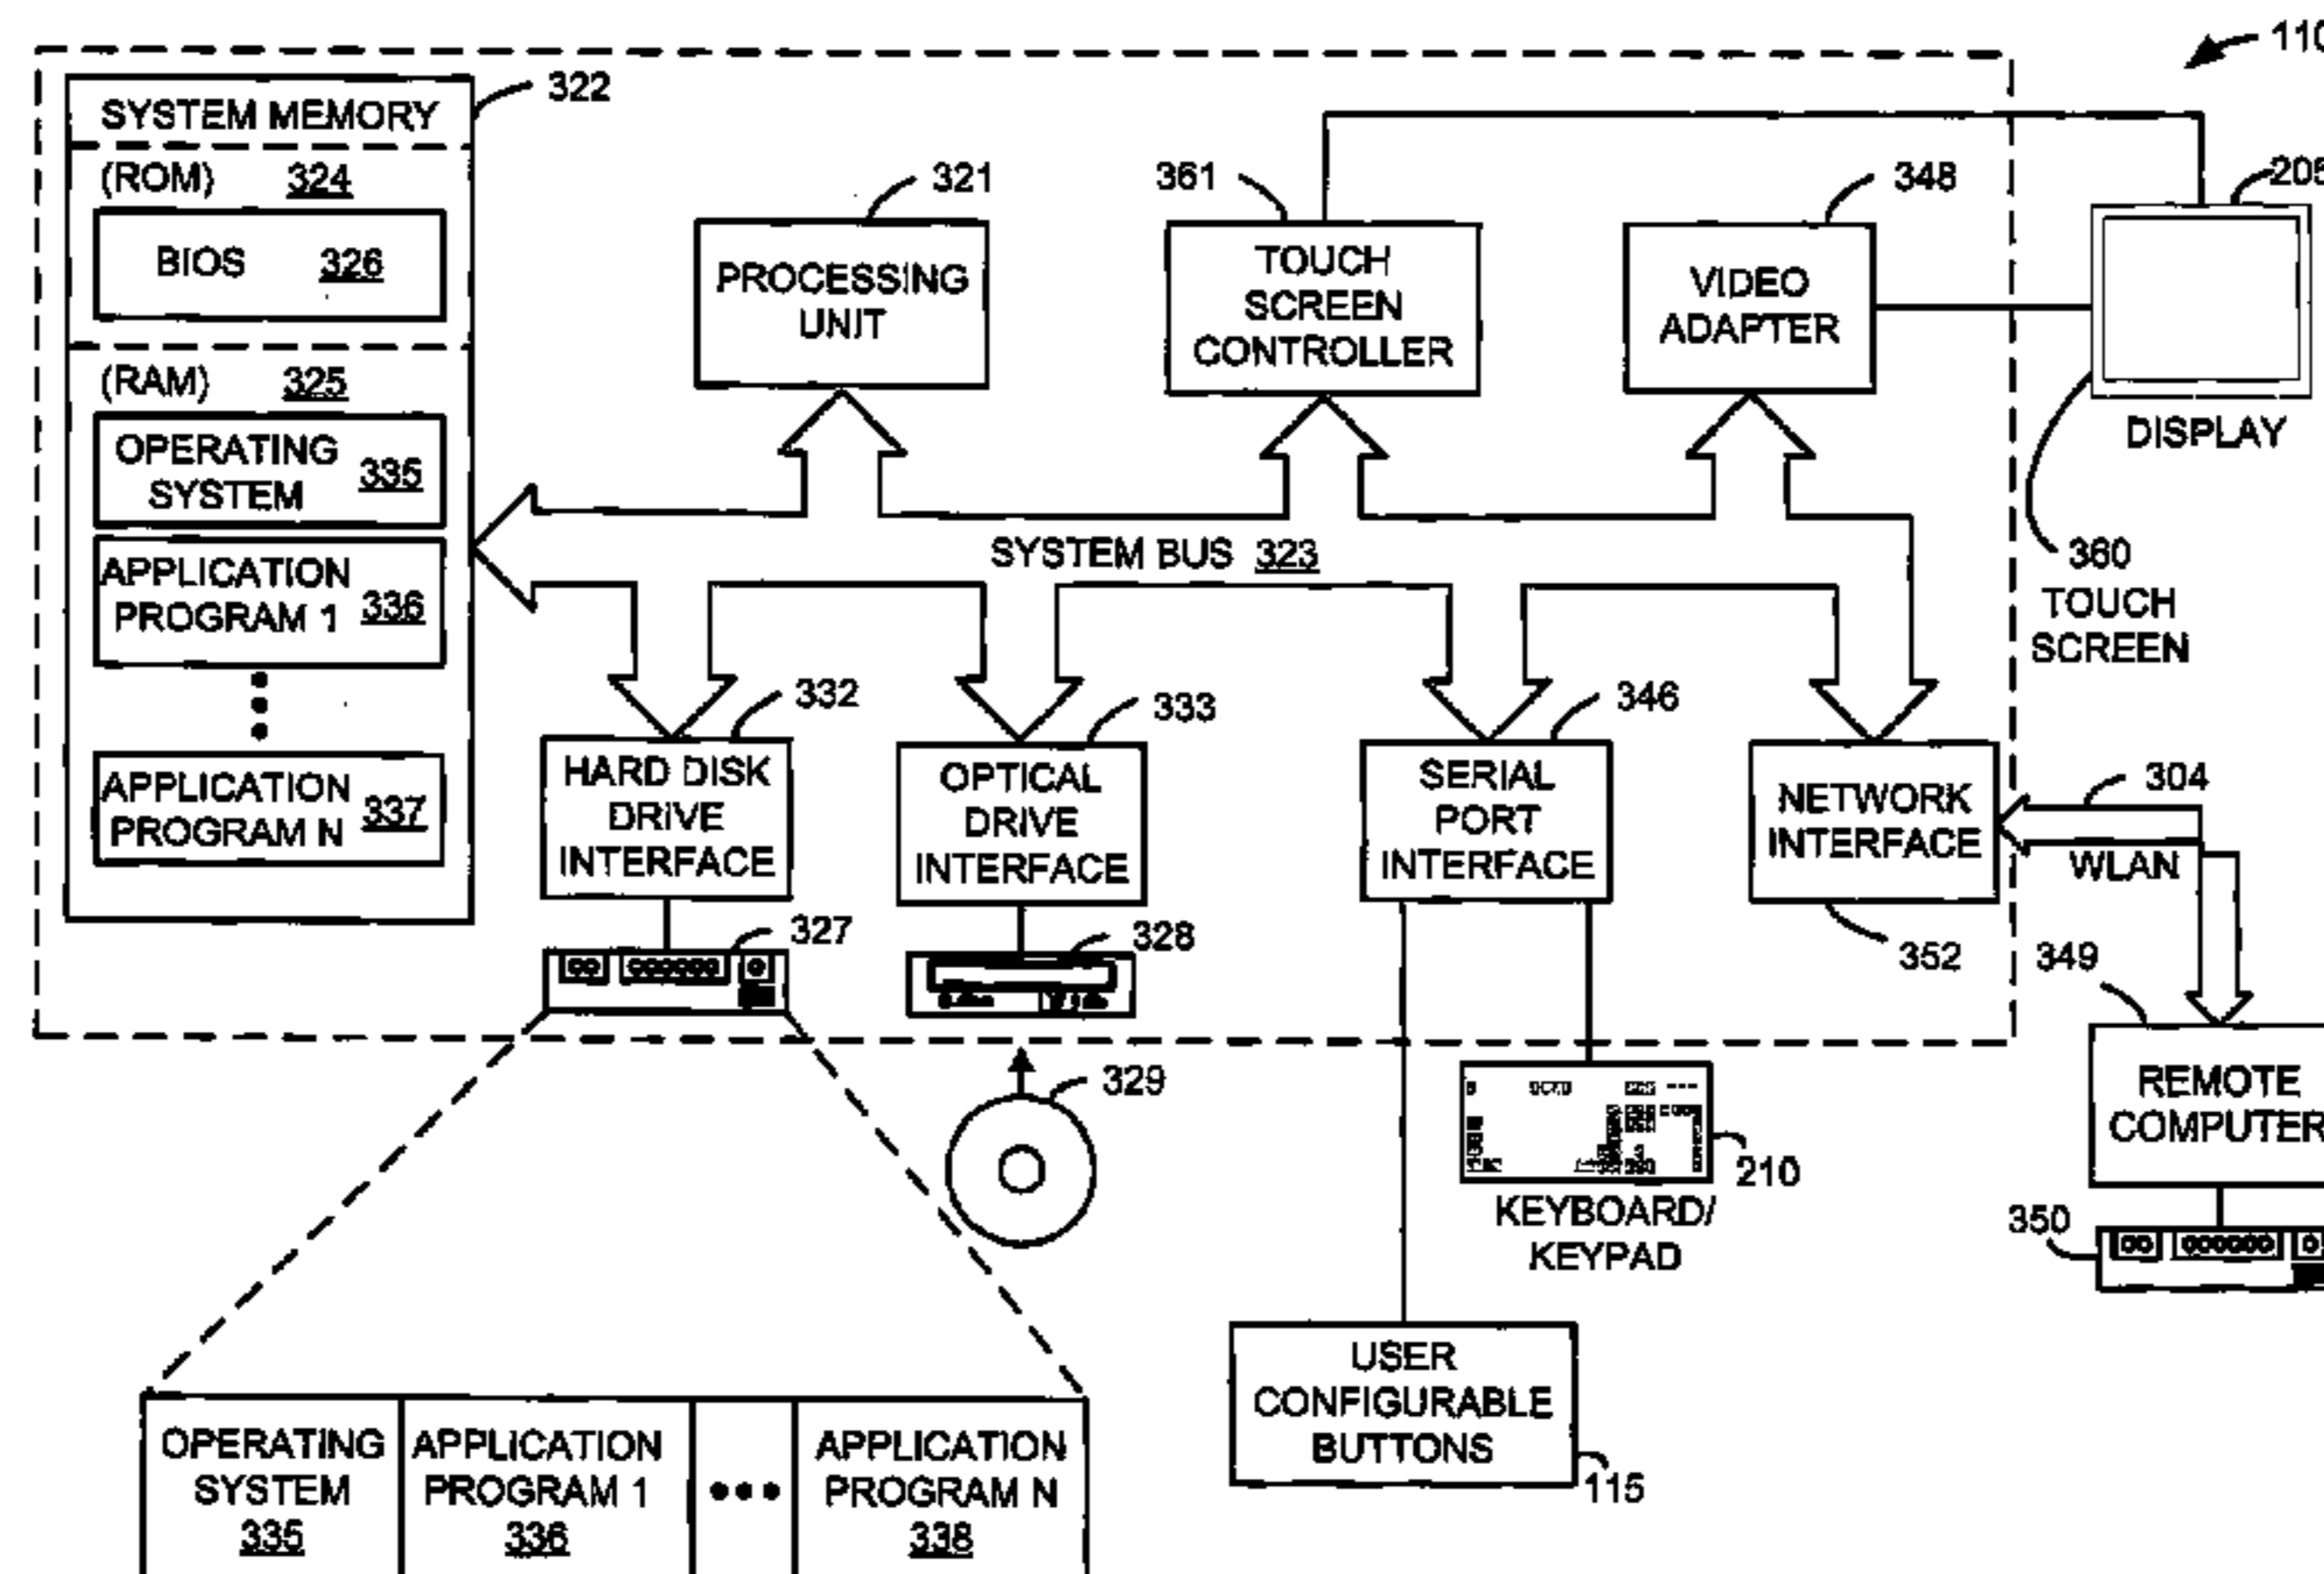 110
SYSTEM MEMORY
322
(ROM) 324
BIOS 326
(RAM) 325
OPERATING
SYSTEM 335
APPLICATION
PROGRAM 1 336
APPLICATION
PROGRAM N 337
321
PROCESSING
UNIT
361
TOUCH
SCREEN
CONTROLLER
348
VIDEO
ADAPTER
205
DISPLAY
360
TOUCH
SCREEN
SYSTEM BUS 323
332
HARD DISK
DRIVE
INTERFACE
333
OPTICAL
DRIVE
INTERFACE
346
SERIAL
PORT
INTERFACE
NETWORK
INTERFACE
352
304
WLAN
327
328
329
349
REMOTE
COMPUTER
350
210
KEYBOARD/
KEYPAD
USER
CONFIGURABLE
BUTTONS
115
OPERATING
SYSTEM
335
APPLICATION
PROGRAM 1
336
APPLICATION
PROGRAM N
338